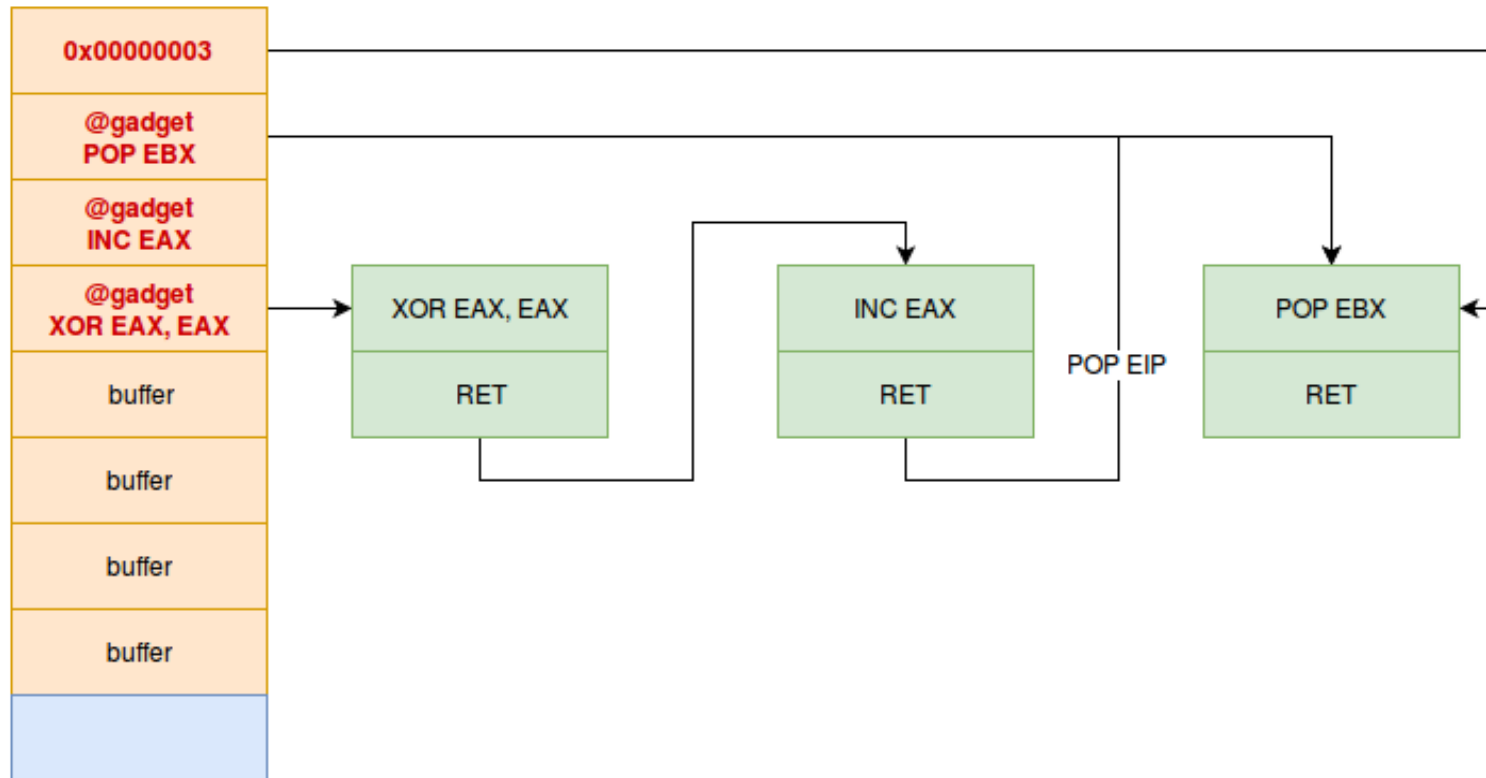 0x00000003
@gadget
POP EBX
@gadget
INC EAX
@gadget
XOR EAX, EAX
buffer
buffer
buffer
buffer
XOR EAX, EAX
RET
INC EAX
RET
POP EIP
POP EBX
RET